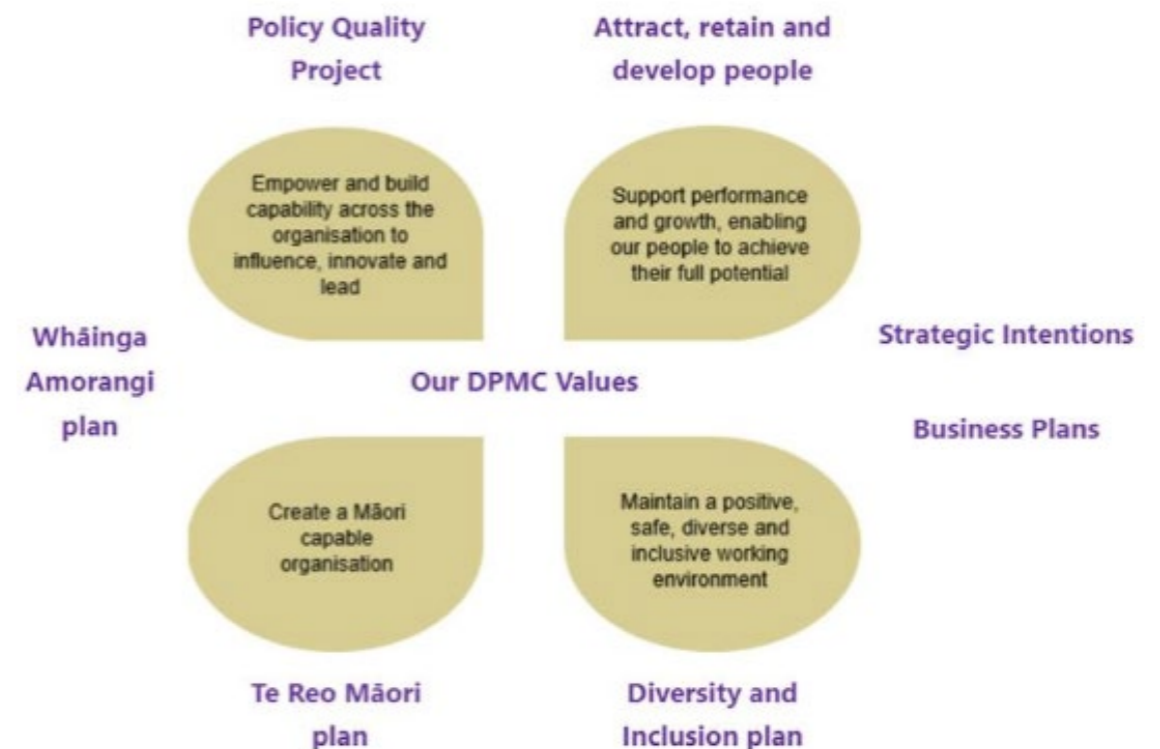 Policy Quality
Project
Attract, retain and
develop people
Empower and build
capability across the
organisation to
influence, innovate and
lead
Support performance
and growth, enabling
our people to achieve
their full potential
Whāinga
Amorangi
plan
Our DPMC Values
Strategic Intentions
Business Plans
Create a Māori
capable
organisation
Maintain a positive,
safe, diverse and
inclusive working
environment
Te Reo Māori
plan
Diversity and
Inclusion plan